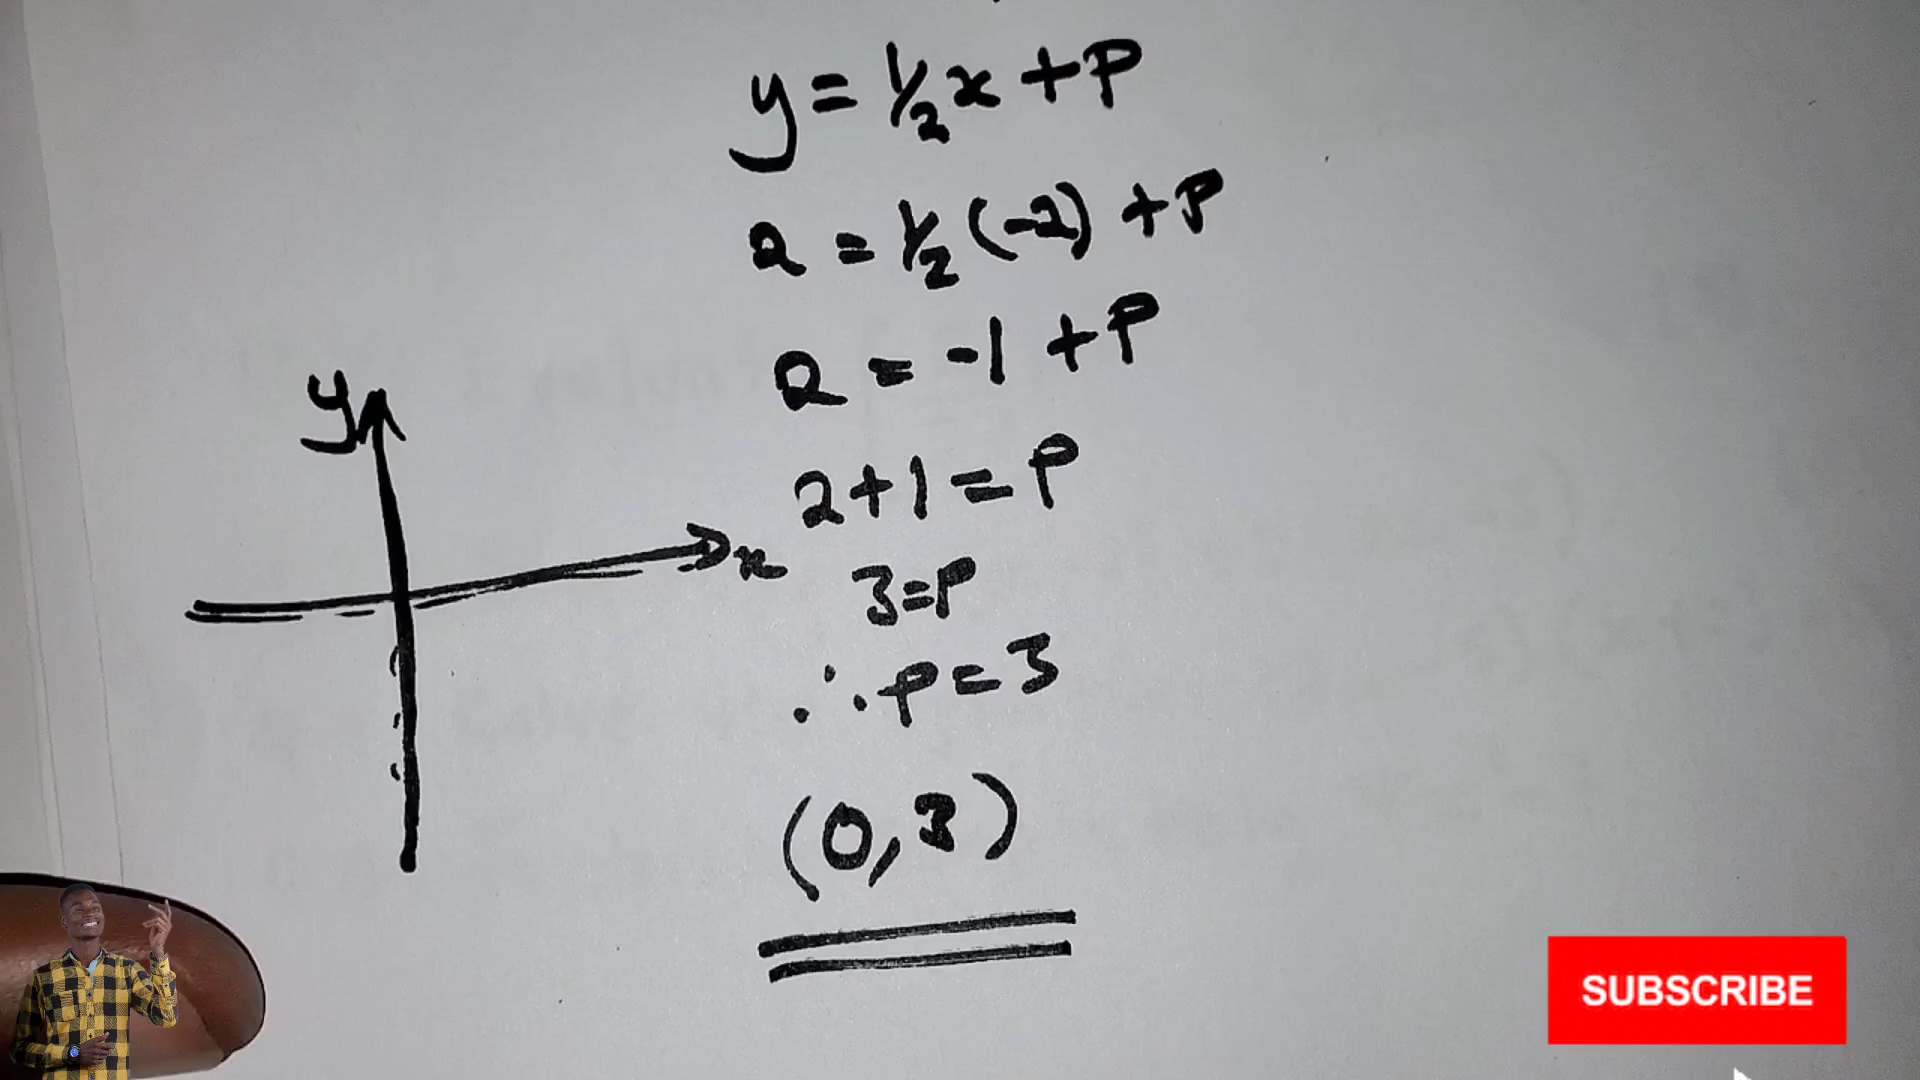 y = 1/2x + P
2 = 1/2(-2) + P
2 = -1 + P
2+1 = P
3=P
∴ P = 3
(0,3)
y
x
SUBSCRIBE